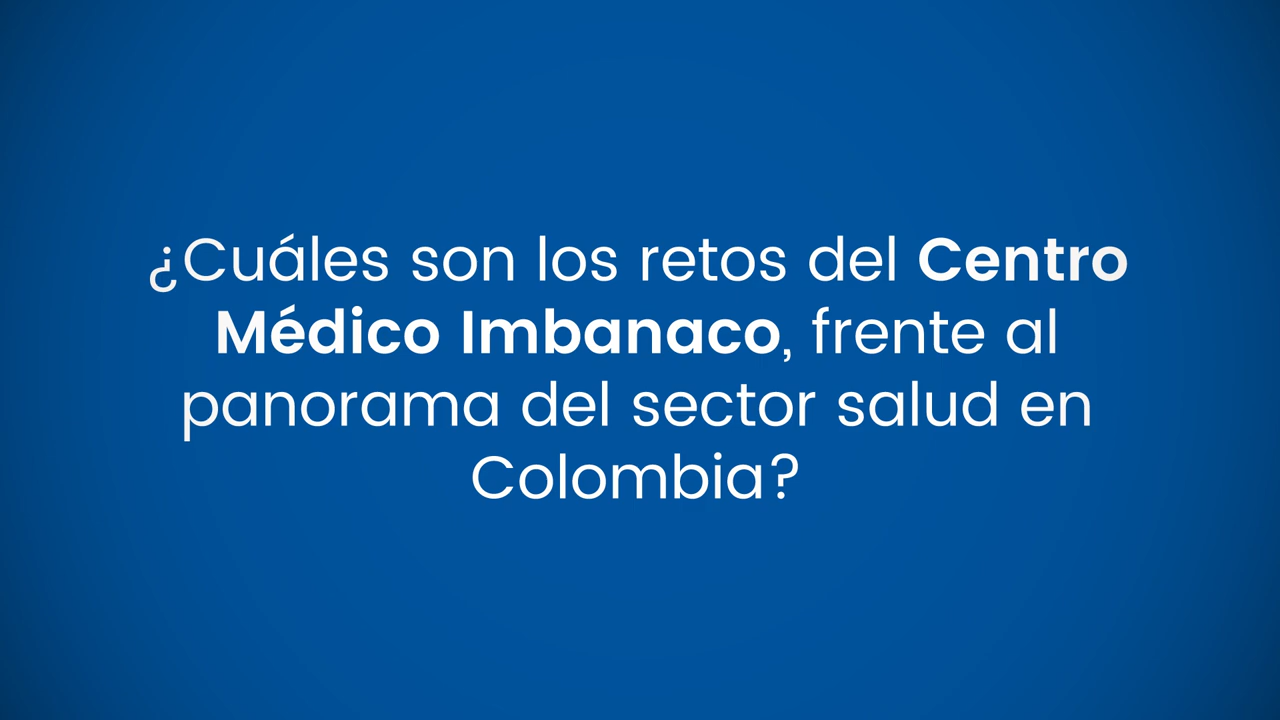 ¿Cuáles son los retos del Centro
Médico Imbanaco, frente al
panorama del sector salud en
Colombia?